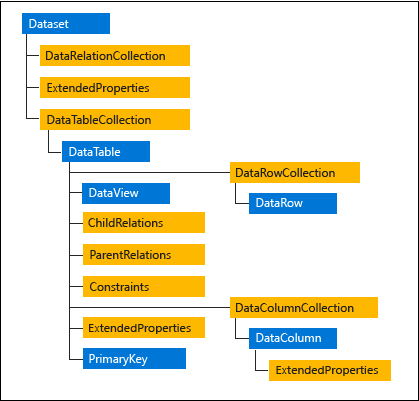 Dataset
DataRelationCollection
ExtendedProperties
DataTableCollection
DataTable
DataRowCollection
DataView
DataRow
ChildRelations
ParentRelations
Constraints
DataColumnCollection
ExtendedProperties
DataColumn
PrimaryKey
ExtendedProperties